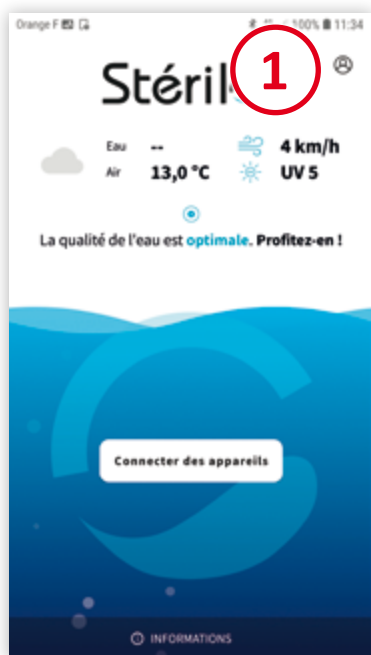 Orange F 100% 11:34
Stéril
1
Eau -- 4 km/h
Air 13,0 °C UV 5
La qualité de l'eau est optimale. Profitez-en !
Connecter des appareils
INFORMATIONS